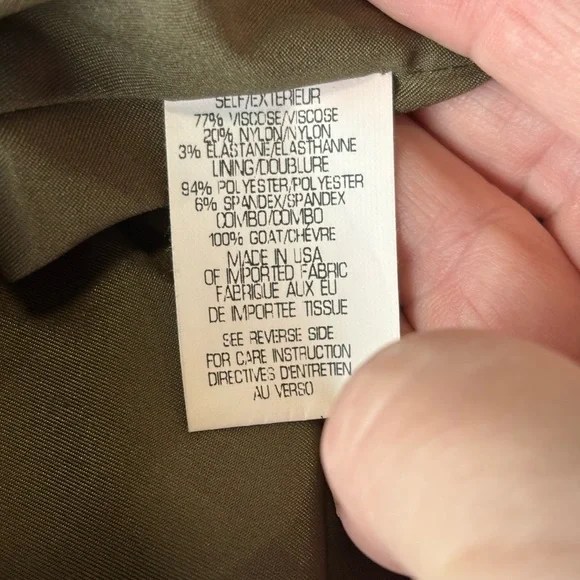 SELF/EXTERIEUR
77% VISCOSE/VISCOSE
20% NYLON/NYLON
3% ELASTANE/ELASTHANNE
LINING/DOUBLURE
94% POLYESTER/POLYESTER
6% SPANDEX/SPANDEX
COMBO/COMBO
100% GOAT/CHÈVRE
MADE IN USA
OF IMPORTED FABRIC
FABRIGUE AUX EU
DE IMPORTEE TISSUE
SEE REVERSE SIDE
FOR CARE INSTRUCTION
DIRECTIVES D'ENTRETIEN
AU VERSO